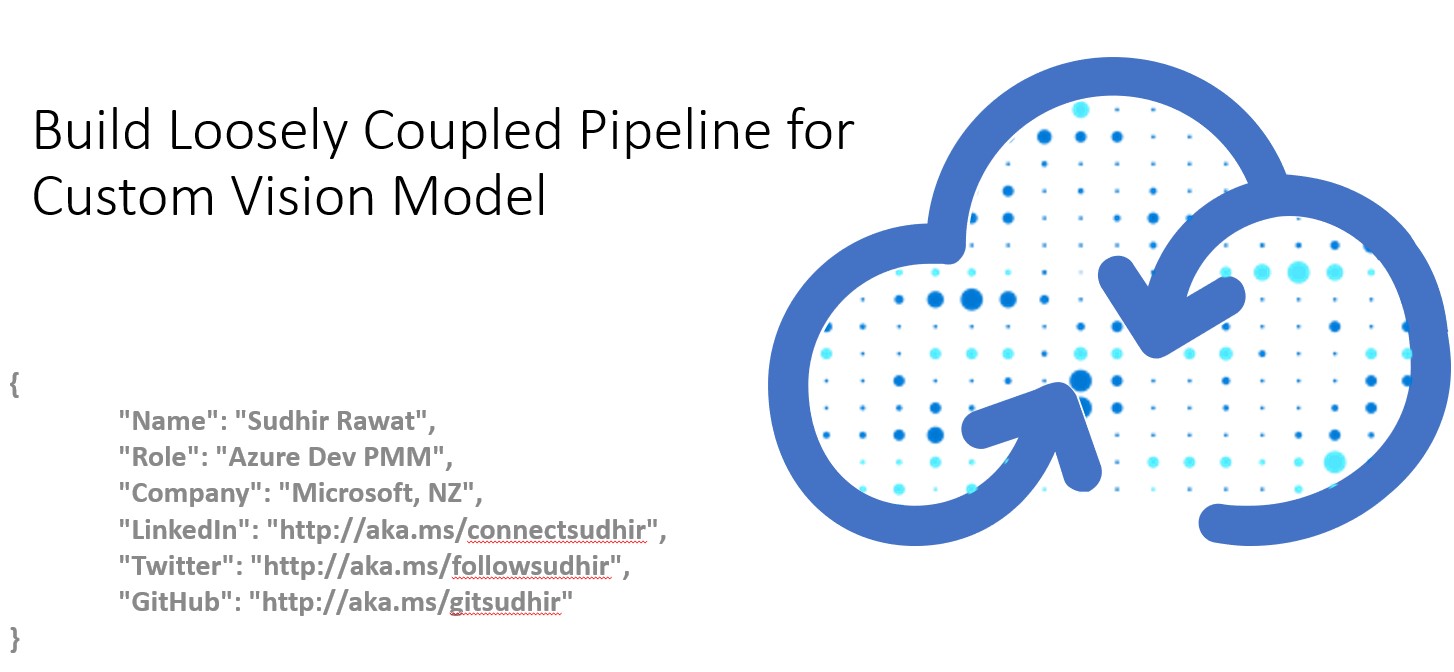 Build Loosely Coupled Pipeline for
Custom Vision Model
{
"Name": "Sudhir Rawat",
"Role": "Azure Dev PMM",
"Company": "Microsoft, NZ",
"LinkedIn": "http://aka.ms/connectsudhir",
"Twitter": "http://aka.ms/followsudhir",
"GitHub": "http://aka.ms/gitsudhir"
}